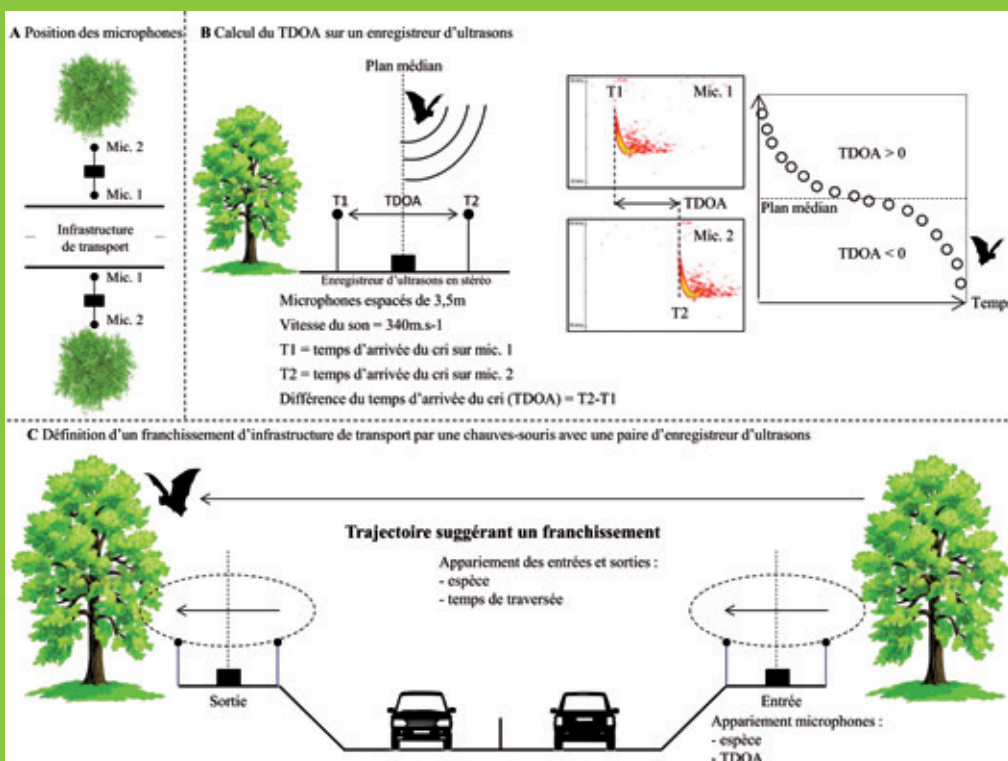 A Position des microphones
Mic. 2
Mic. 1
Infrastructure
de transport
Mic. 1
Mic. 2
B Calcul du TDOA sur un enregistreur d'ultrasons
Plan médian
T1
TDOA
T2
Enregistreur d'ultrasons en stéréo
Microphones espacés de 3,5m
Vitesse du son = 340m.s-1
T1 = temps d'arrivée du cri sur mic. 1
T2 = temps d'arrivée du cri sur mic. 2
Différence du temps d'arrivée du cri (TDOA) = T2-T1
T1
Mic. 1
TDOA
Mic. 2
T2
TDOA > 0
Plan médian
TDOA < 0
Temps
C Définition d'un franchissement d'infrastructure de transport par une chauves-souris avec une paire d'enregistreur d'ultrasons
Trajectoire suggérant un franchissement
Appariement des entrées et sorties :
- espèce
- temps de traversée
Sortie
Entrée
Appariement microphones :
- espèce
- TDOA